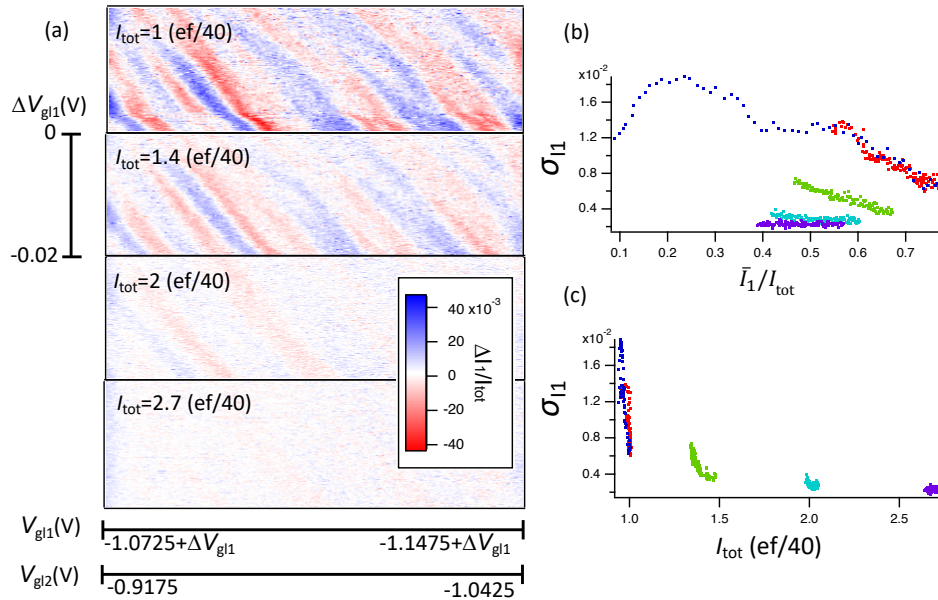 (a)
I_tot=1 (ef/40)
ΔV_gl1(V)
0
I_tot=1.4 (ef/40)
-0.02
I_tot=2 (ef/40)
40 x10^-3
20
0
-20
-40
ΔI_1/I_tot
I_tot=2.7 (ef/40)
V_gl1(V)
-1.0725+ΔV_gl1
-1.1475+ΔV_gl1
V_gl2(V)
-0.9175
-1.0425
(b)
x10^-2
1.6
1.2
0.8
0.4
σ_I1
0.1 0.2 0.3 0.4 0.5 0.6 0.7
Ī_1/I_tot
(c)
x10^-2
1.6
1.2
0.8
0.4
σ_I1
1.0 1.5 2.0 2.5
I_tot (ef/40)